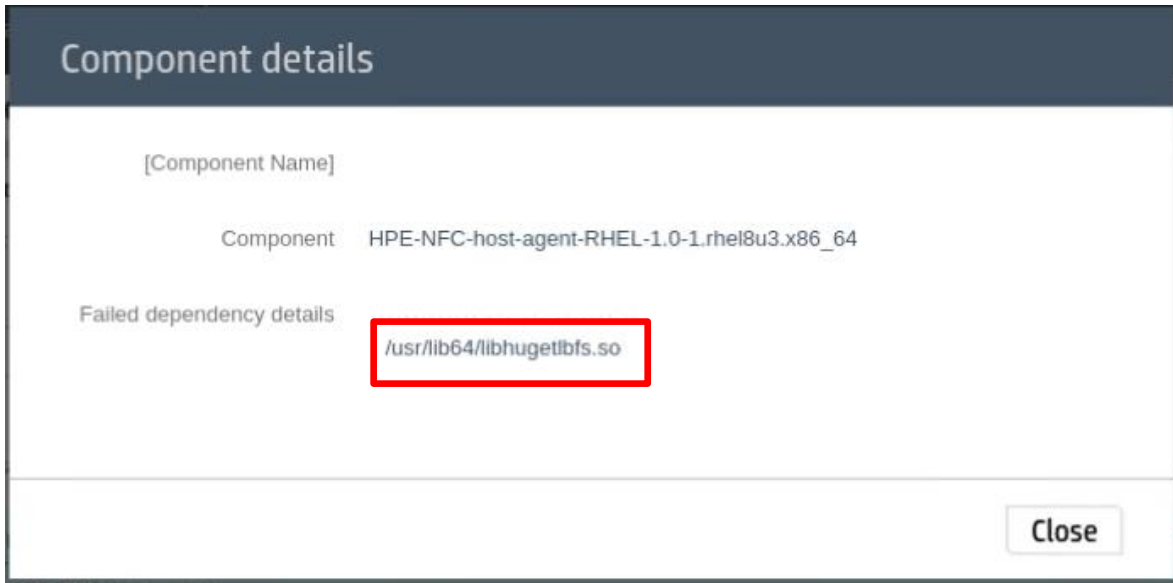 Component details
[Component Name]
Component HPE-NFC-host-agent-RHEL-1.0-1.rhel8u3.x86_64
Failed dependency details
/usr/lib64/libhugetlbfs.so
Close